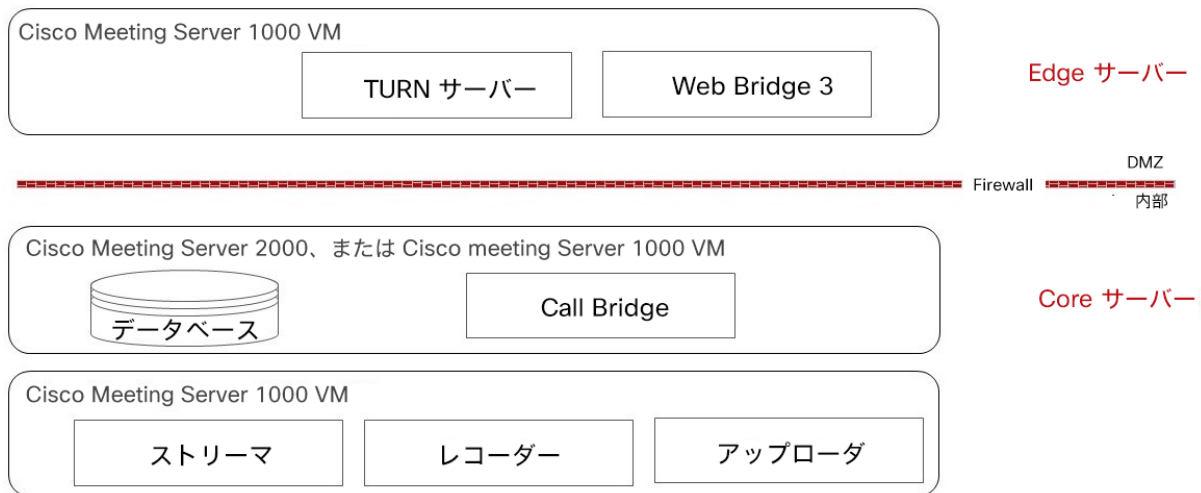 Cisco Meeting Server 1000 VM
TURN サーバー
Web Bridge 3
Edge サーバー
DMZ
Firewall
内部
Cisco Meeting Server 2000、または Cisco meeting Server 1000 VM
データベース
Call Bridge
Core サーバー
Cisco Meeting Server 1000 VM
ストリーマ
レコーダー
アップローダ